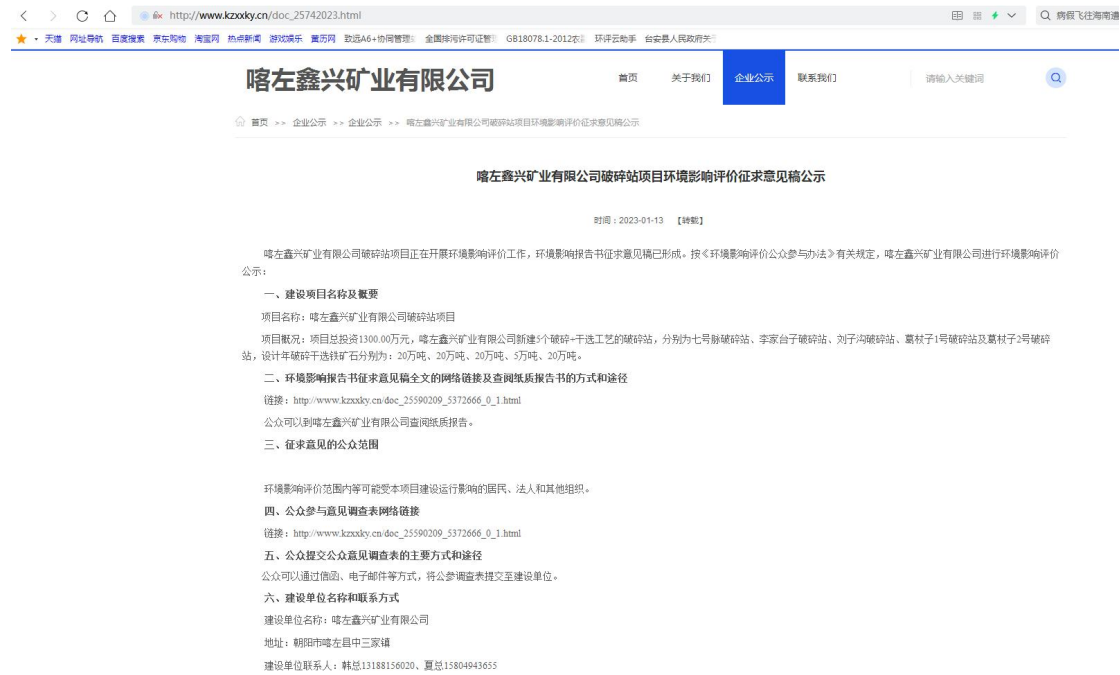 http://www.kzxxky.cn/doc_25742023.html
病假飞往海南遭
天猫 网址导航 百度搜索 京东购物 淘宝网 热点新闻 游戏娱乐 董历网 致远A6+协同管理 全国排污许可证管 GB18078.1-2012农 环评云助手 台安县人民政府关于
喀左鑫兴矿业有限公司
首页 关于我们 企业公示 联系我们 请输入关键词
首页 >> 企业公示 >> 企业公示 >> 喀左鑫兴矿业有限公司破碎站项目环境影响评价征求意见稿公示
喀左鑫兴矿业有限公司破碎站项目环境影响评价征求意见稿公示
时间：2023-01-13 【转载】
喀左鑫兴矿业有限公司破碎站项目正在开展环境影响评价工作，环境影响报告书征求意见稿已形成。按《环境影响评价公众参与办法》有关规定，喀左鑫兴矿业有限公司进行环境影响评价
公示：
一、建设项目名称及概要
项目名称：喀左鑫兴矿业有限公司破碎站项目
项目概况：项目总投资1300.00万元，喀左鑫兴矿业有限公司新建5个破碎+干选工艺的破碎站，分别为七号脉破碎站、李家台子破碎站、刘子沟破碎站、葛杖子1号破碎站及葛杖子2号破碎
站，设计年破碎干选铁矿石分别为：20万吨、20万吨、20万吨、5万吨、20万吨。
二、环境影响报告书征求意见稿全文的网络链接及查阅纸质报告书的方式和途径
链接：http://www.kzxxky.cn/doc_25590209_5372666_0_1.html
公众可以到喀左鑫兴矿业有限公司查阅纸质报告。
三、征求意见的公众范围
环境影响评价范围内等可能受本项目建设运行影响的居民、法人和其他组织。
四、公众参与意见调查表网络链接
链接：http://www.kzxxky.cn/doc_25590209_5372666_0_1.html
五、公众提交公众意见调查表的主要方式和途径
公众可以通过信函、电子邮件等方式，将公参调查表提交至建设单位。
六、建设单位名称和联系方式
建设单位名称：喀左鑫兴矿业有限公司
地址：朝阳市喀左县中三家镇
建设单位联系人：韩总13188156020、夏总15804943655